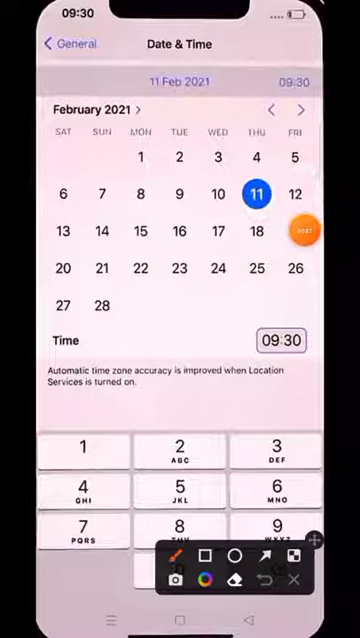 09:30
General
Date & Time
11 Feb 2021 09:30
February 2021
SAT SUN MON TUE WED THU FRI
1 2 3 4 5
6 7 8 9 10 11 12
13 14 15 16 17 18
20 21 22 23 24 25 26
27 28
Time 09:30
Automatic time zone accuracy is improved when Location
Services is turned on.
1 2 3
ABC DEF
4 5 6
GHI JKL MNO
7 8 9
PQRS